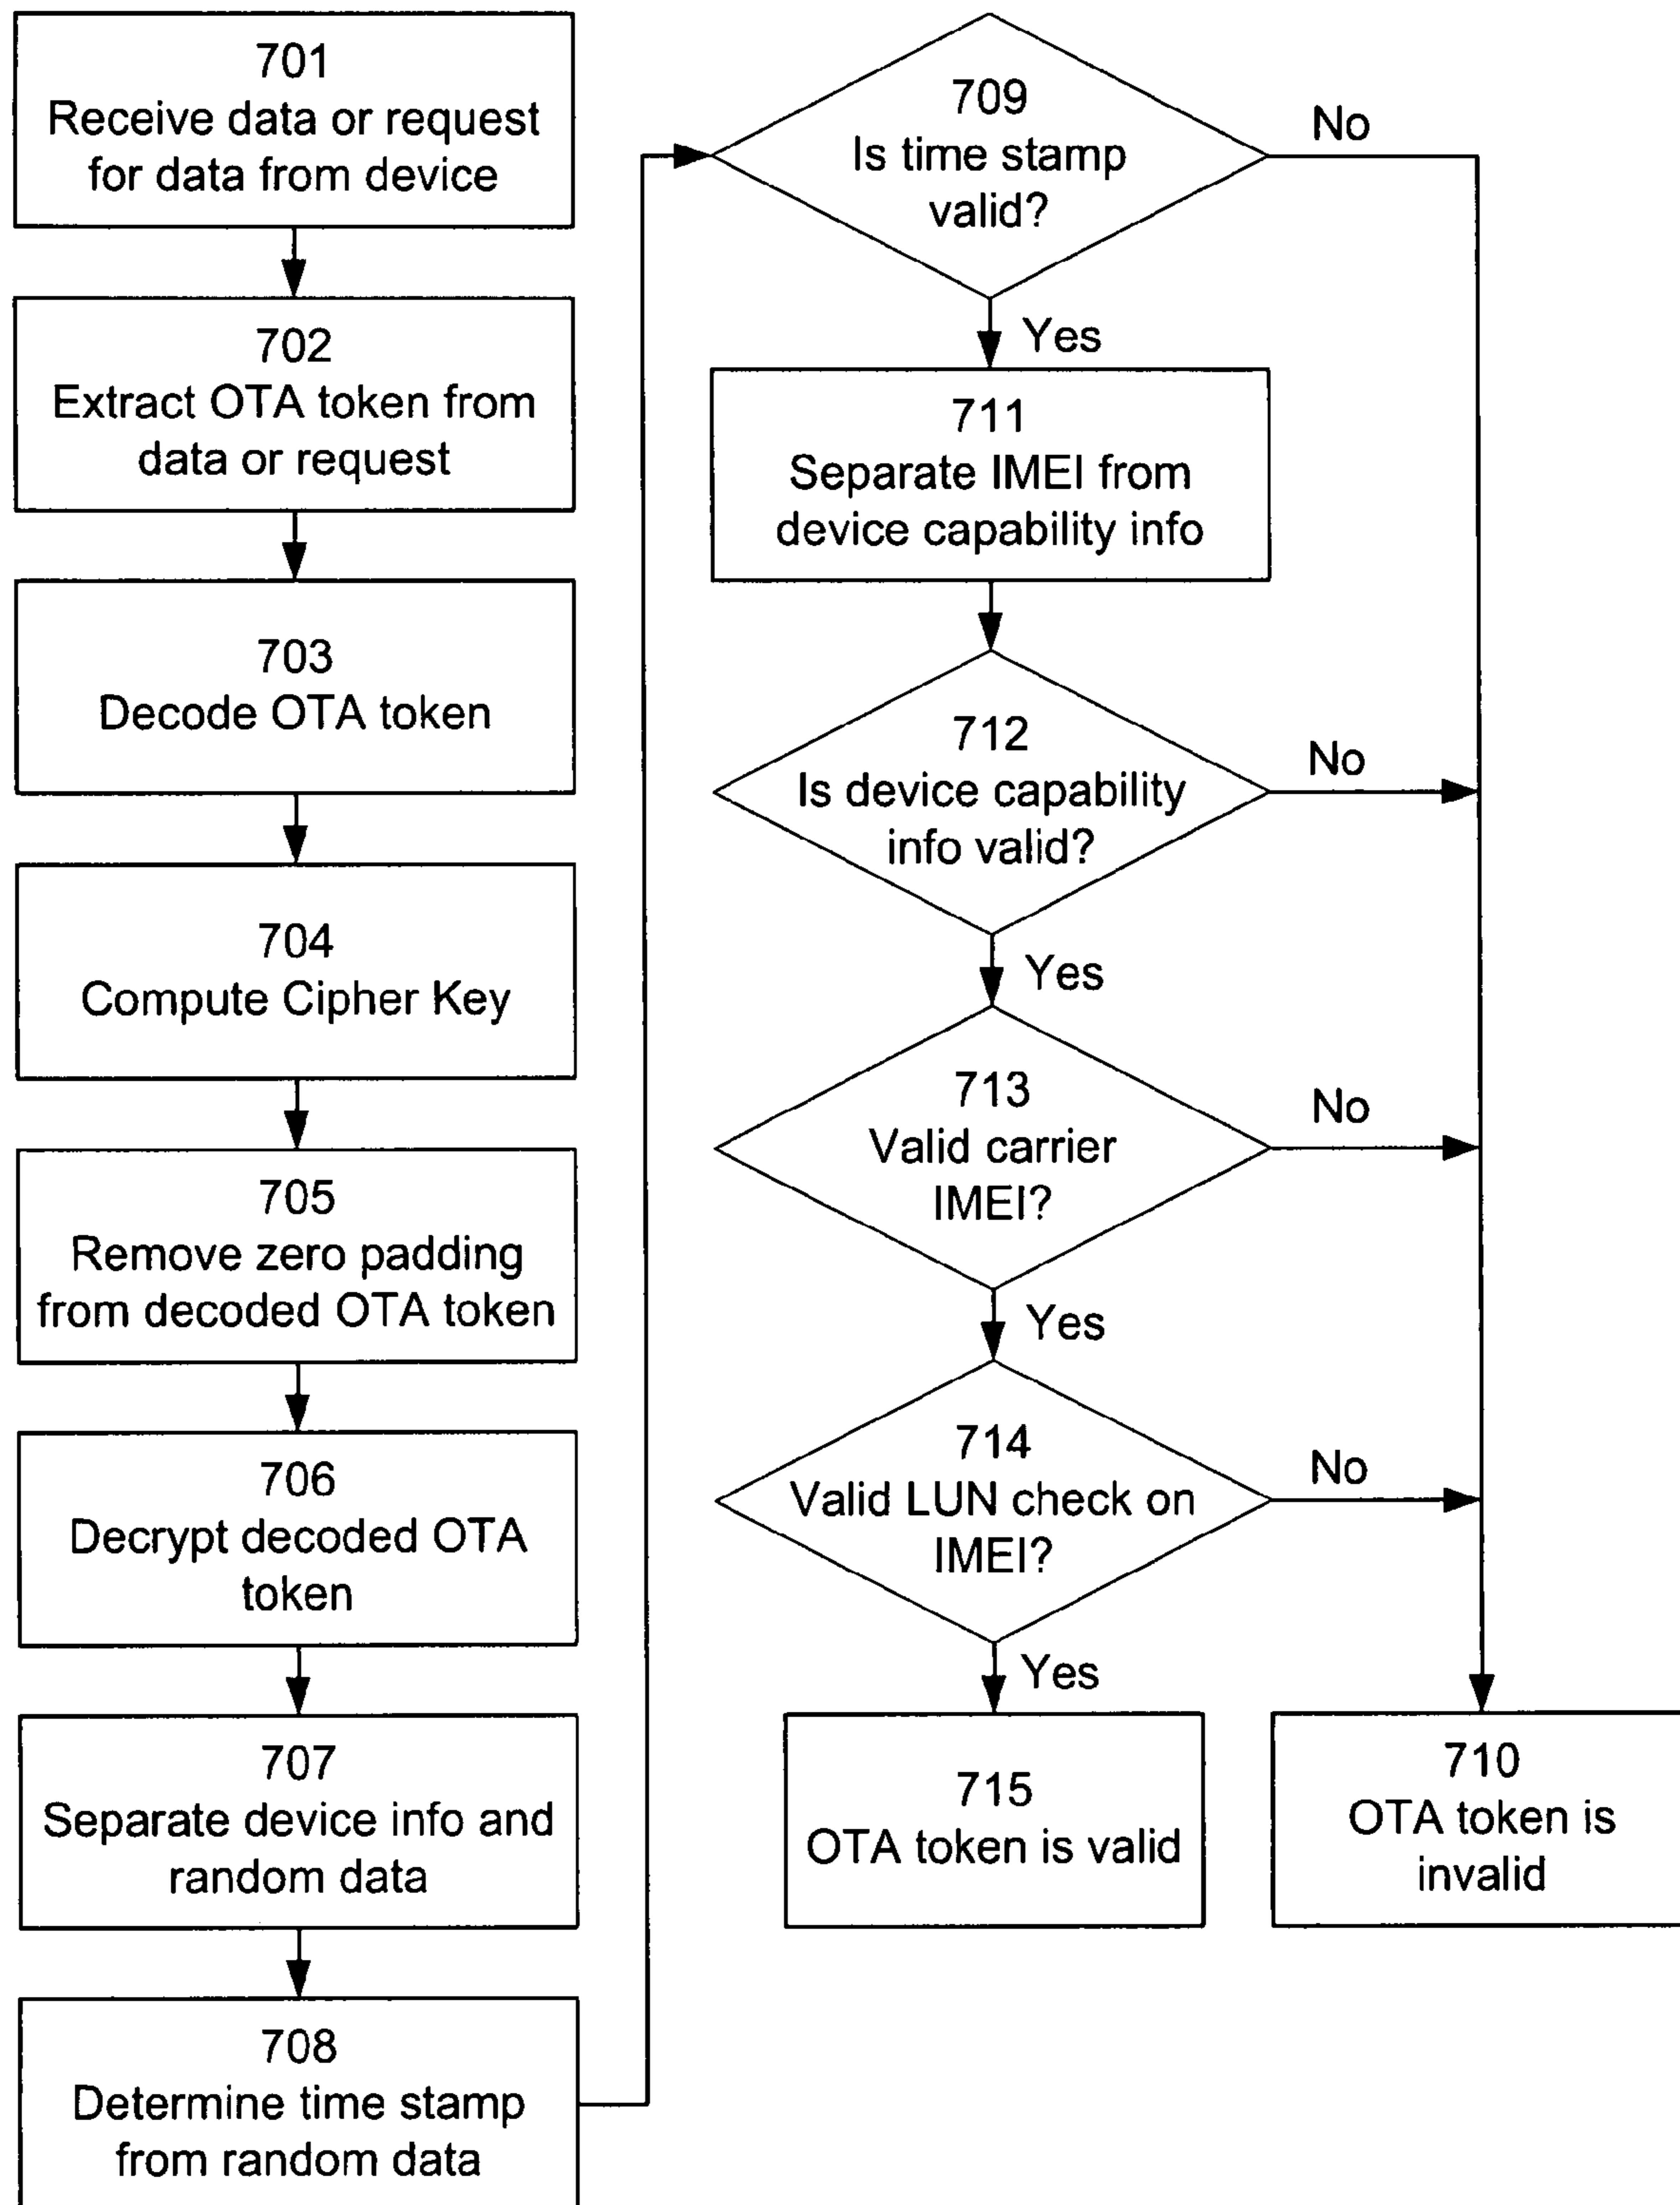 701
Receive data or request
for data from device
702
Extract OTA token from
data or request
703
Decode OTA token
704
Compute Cipher Key
705
Remove zero padding
from decoded OTA token
706
Decrypt decoded OTA
token
707
Separate device info and
random data
708
Determine time stamp
from random data
709
Is time stamp
valid?
No
Yes
711
Separate IMEI from
device capability info
712
Is device capability
info valid?
No
Yes
713
Valid carrier
IMEI?
No
Yes
714
Valid LUN check on
IMEI?
No
Yes
715
OTA token is valid
710
OTA token is
invalid